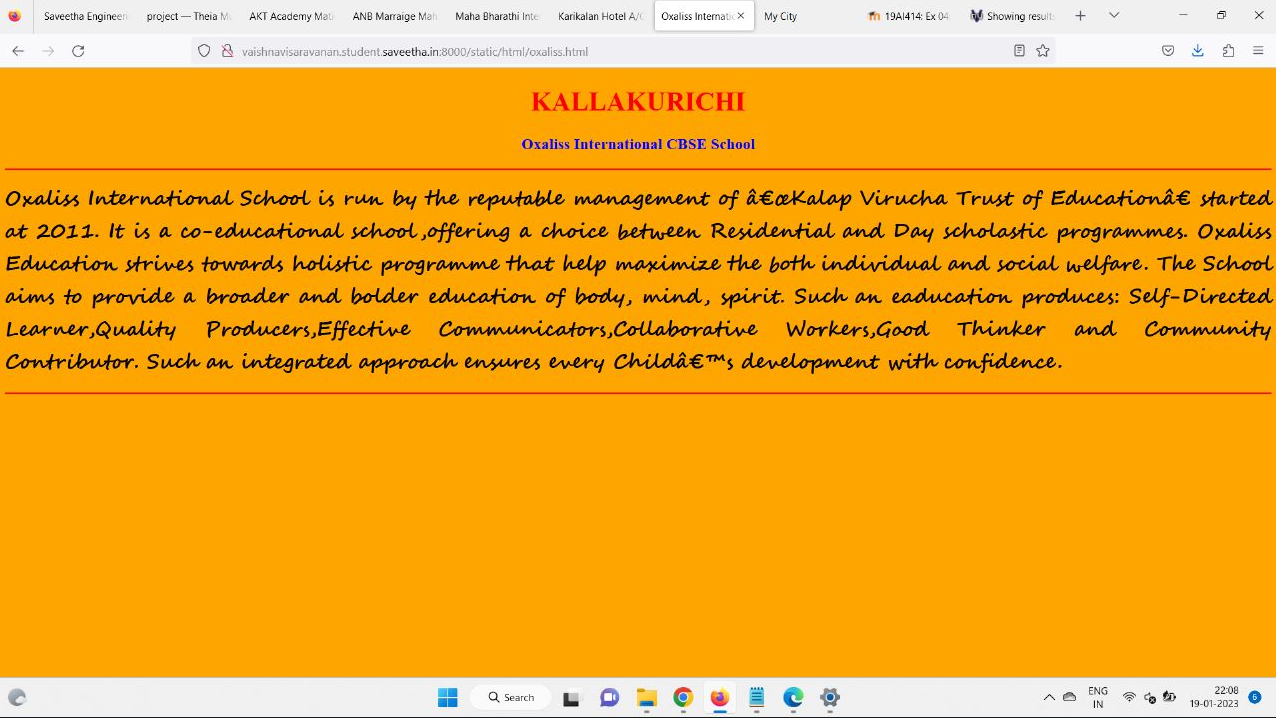 Saveetha Engineeri project — Theia Mu AKT Academy Mat ANB Marraige Mah Maha Bharathi Inte Karikalan Hotel A/C Oxaliss Internati My City 19AI414: Ex 04 Showing results
vaishnavisaravanan.student.saveetha.in:8000/static/html/oxaliss.html
KALLAKURICHI
Oxaliss International CBSE School
Oxaliss International School is run by the reputable management of â€œKalap Virucha Trust of Educationâ€ started
at 2011. It is a co-educational school ,offering a choice between Residential and Day scholastic programmes. Oxaliss
Education strives towards holistic programme that help maximize the both individual and social welfare. The School
aims to provide a broader and bolder education of body, mind, spirit. Such an eaducation produces: Self-Directed
Learner,Quality Producers,Effective Communicators,Collaborative Workers,Good Thinker and Community
Contributor. Such an integrated approach ensures every Childâ€™s development with confidence.
Search
ENG
IN
22:08
19-01-2023
5